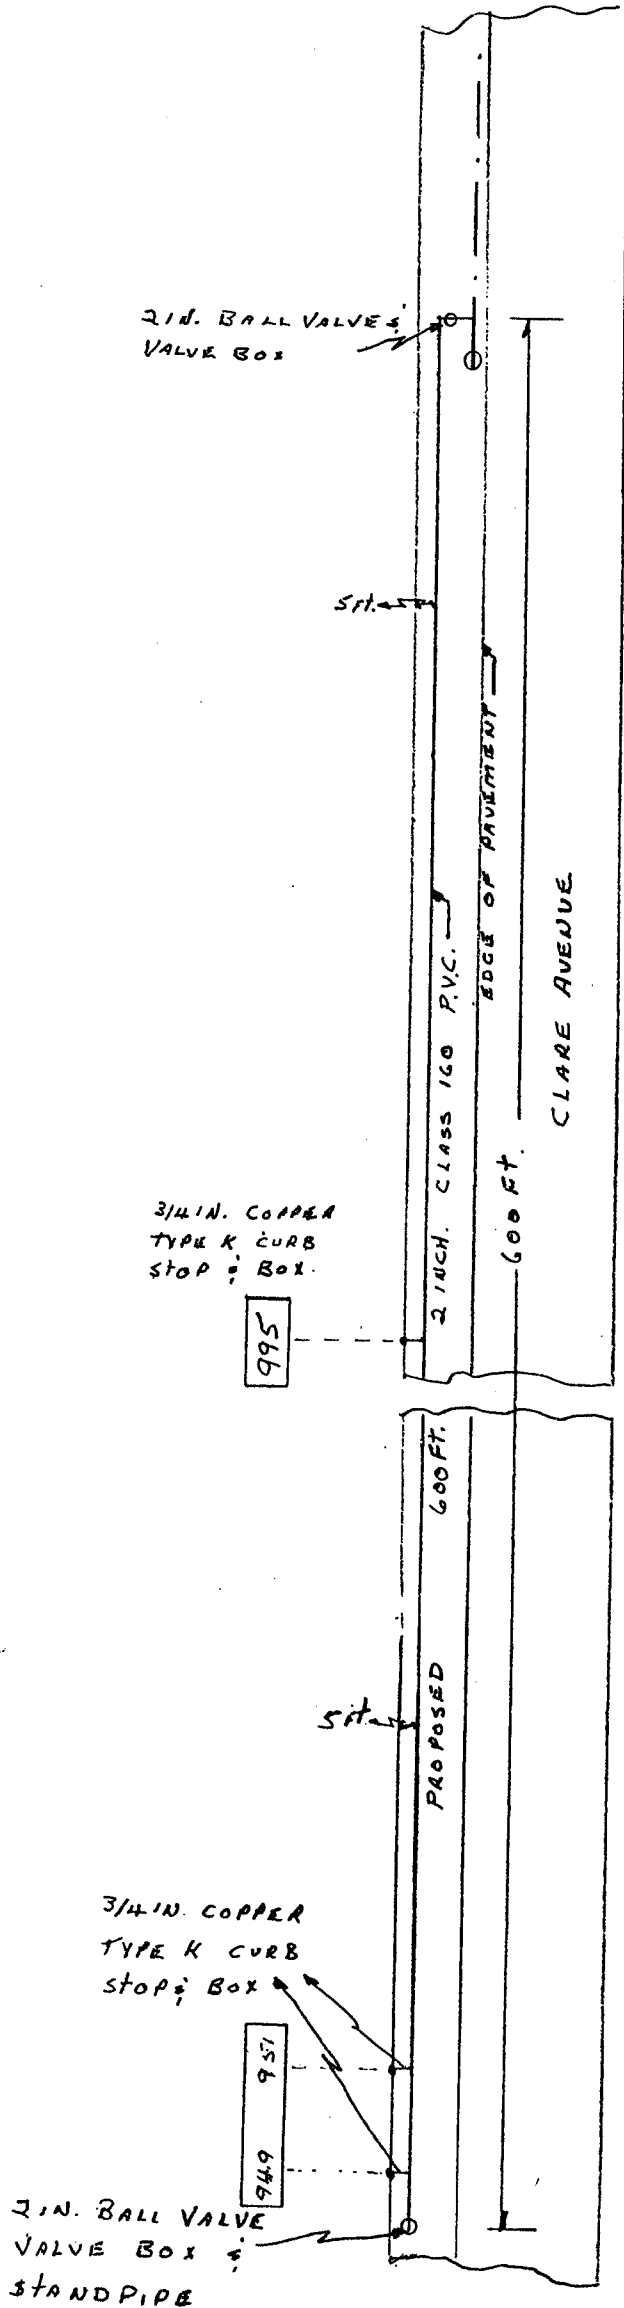 2 IN. BALL VALVE &
VALVE BOX
5 Ft.
EDGE OF PAVEMENT
2 INCH. CLASS 160 P.V.C.
CLARE AVENUE
600 Ft.
3/4 IN. COPPER
TYPE K CURB
STOP & BOX.
995
600 Ft.
PROPOSED
5 Ft.
3/4 IN. COPPER
TYPE K CURB
STOP & BOX
951
949
2 IN. BALL VALVE
VALVE BOX &
STANDPIPE